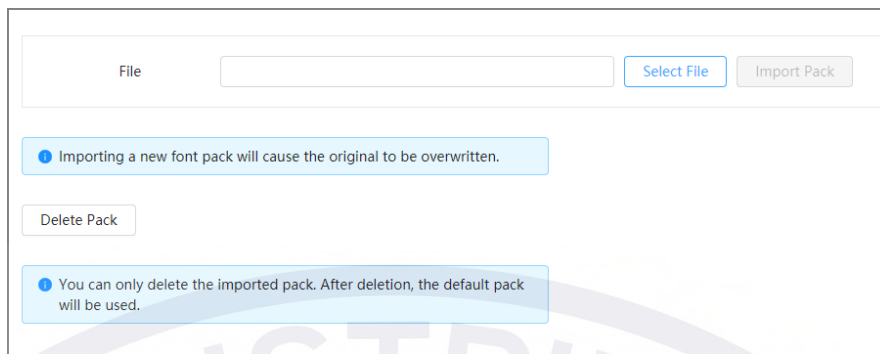 File
Select File
Import Pack
Importing a new font pack will cause the original to be overwritten.
Delete Pack
You can only delete the imported pack. After deletion, the default pack
will be used.